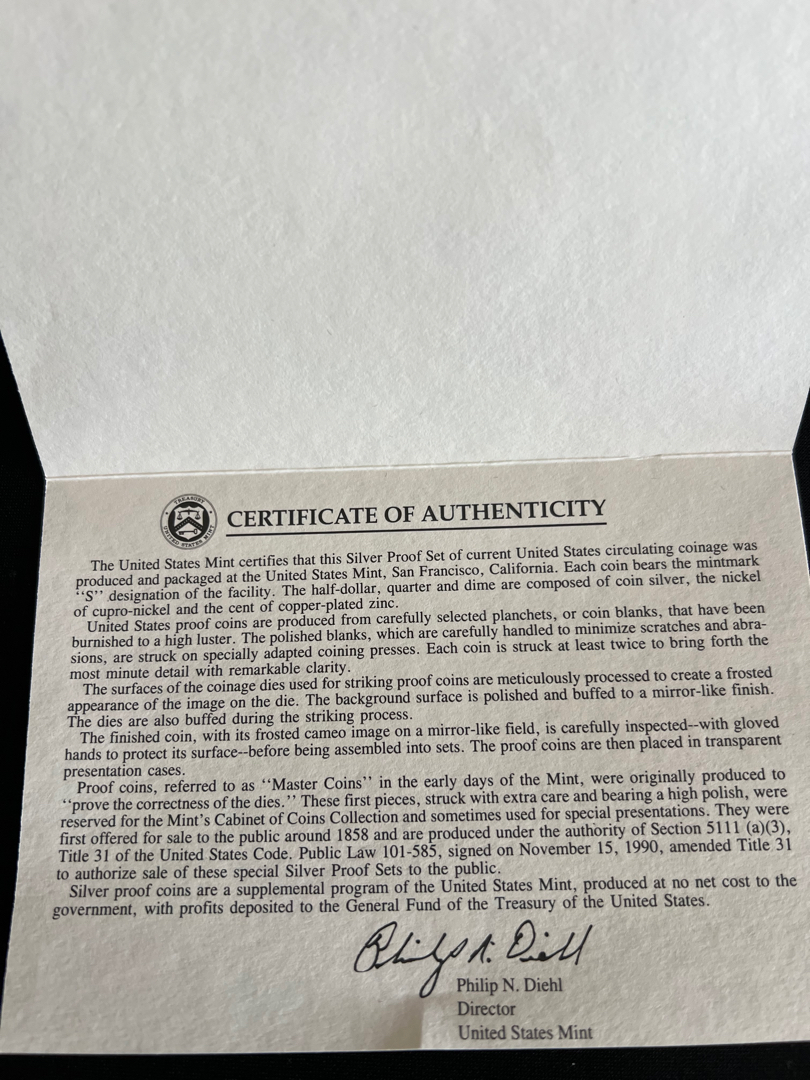 TREASURY
UNITED STATES MINT
CERTIFICATE OF AUTHENTICITY
The United States Mint certifies that this Silver Proof Set of current United States circulating coinage was
produced and packaged at the United States Mint, San Francisco, California. Each coin bears the mintmark
‘‘S’’ designation of the facility. The half-dollar, quarter and dime are composed of coin silver, the nickel
of cupro-nickel and the cent of copper-plated zinc.
United States proof coins are produced from carefully selected planchets, or coin blanks, that have been
burnished to a high luster. The polished blanks, which are carefully handled to minimize scratches and abra-
sions, are struck on specially adapted coining presses. Each coin is struck at least twice to bring forth the
most minute detail with remarkable clarity.
The surfaces of the coinage dies used for striking proof coins are meticulously processed to create a frosted
appearance of the image on the die. The background surface is polished and buffed to a mirror-like finish.
The dies are also buffed during the striking process.
The finished coin, with its frosted cameo image on a mirror-like field, is carefully inspected--with gloved
hands to protect its surface--before being assembled into sets. The proof coins are then placed in transparent
presentation cases.
Proof coins, referred to as ‘‘Master Coins’’ in the early days of the Mint, were originally produced to
‘‘prove the correctness of the dies.’’ These first pieces, struck with extra care and bearing a high polish, were
reserved for the Mint's Cabinet of Coins Collection and sometimes used for special presentations. They were
first offered for sale to the public around 1858 and are produced under the authority of Section 5111 (a)(3),
Title 31 of the United States Code. Public Law 101-585, signed on November 15, 1990, amended Title 31
to authorize sale of these special Silver Proof Sets to the public.
Silver proof coins are a supplemental program of the United States Mint, produced at no net cost to the
government, with profits deposited to the General Fund of the Treasury of the United States.
Philip N. Diehl
Philip N. Diehl
Director
United States Mint